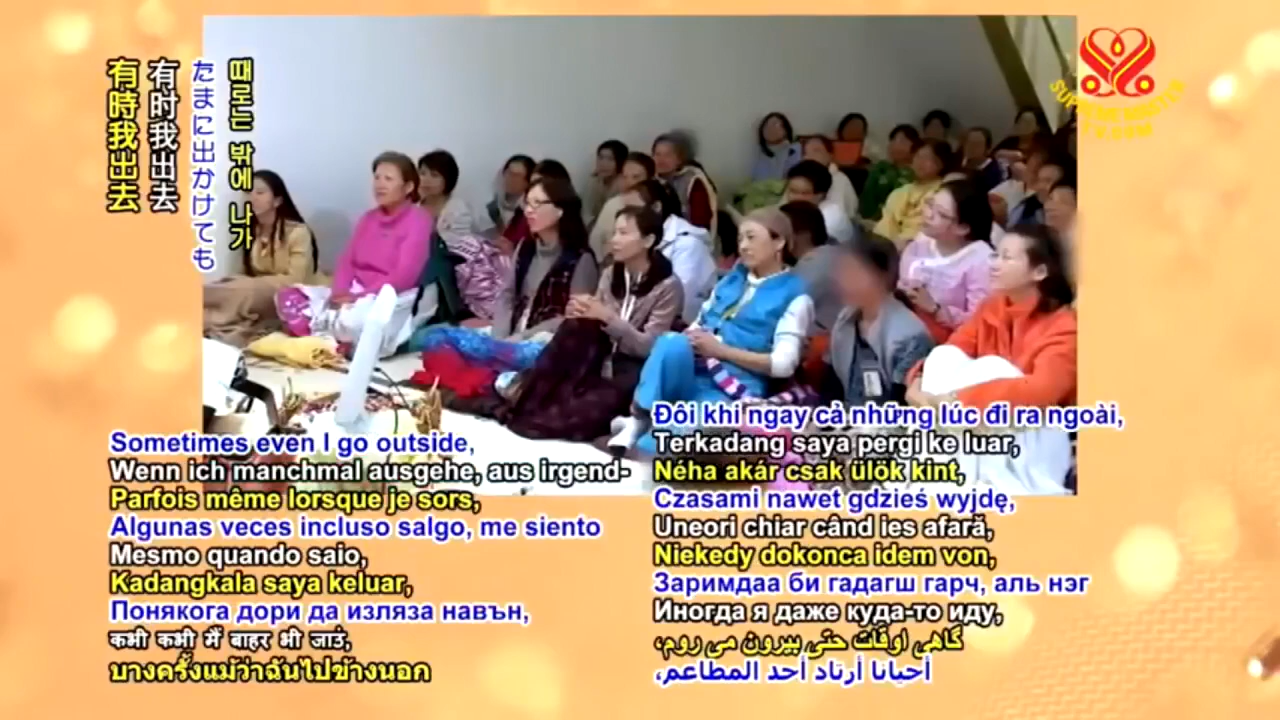 有時我出去
有时我出去
たまに出かけても
때로는 밖에 나가
SUPREME MASTER
TV.COM
Sometimes even I go outside,
Wenn ich manchmal ausgehe, aus irgend-
Parfois même lorsque je sors,
Algunas veces incluso salgo, me siento
Mesmo quando saio,
Kadangkala saya keluar,
Понякога дори да изляза навън,
कभी कभी मैं बाहर भी जाउं,
บางครั้งแม้ว่าฉันไปข้างนอก
Đôi khi ngay cả những lúc đi ra ngoài,
Terkadang saya pergi ke luar,
Néha akár csak ülök kint,
Czasami nawet gdzieś wyjdę,
Uneori chiar când ies afară,
Niekedy dokonca idem von,
Заримдаа би гадагш гарч, аль нэг
Иногда я даже куда-то иду,
گاهی اوقات حتی بیرون می روم،
أحيانا أرتاد أحد المطاعم،